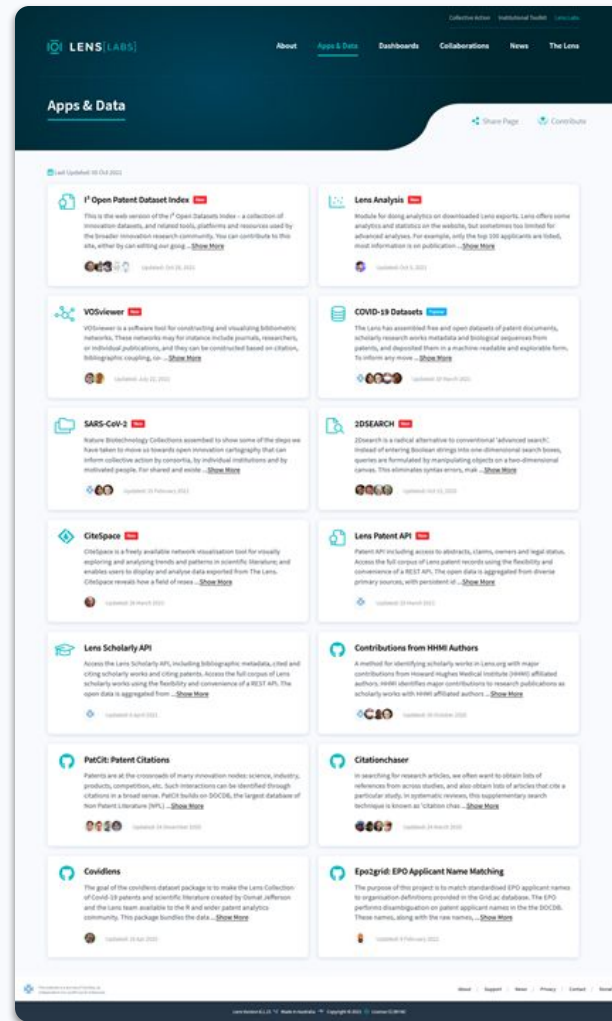 Collective Action Institutional Toolkit Lens Labs
LENS[LABS]
About Apps & Data Dashboards Collaborations News The Lens
Apps & Data
Share Page Contribute
Last Updated: 05 Oct 2021
I³ Open Patent Dataset Index New
This is the web version of the I³ Open Datasets Index – a collection of
innovation datasets, and related tools, platforms and resources used by
the broader innovation research community. You can contribute to this
site, either by can editing our goog ...Show More
Lens Analysis New
Module for doing analytics on downloaded Lens exports. Lens offers some
analytics and statistics on the website, but sometimes too limited for
advanced analyses. For example, only the top 100 applicants are listed,
most information is on publication ...Show More
VOSviewer New
VOSviewer is a software tool for constructing and visualizing bibliometric
networks. These networks may for instance include journals, researchers,
or individual publications, and they can be constructed based on citation,
bibliographic coupling, co- ...Show More
COVID-19 Datasets Popular
The Lens has assembled free and open datasets of patent documents,
scholarly research works metadata and biological sequences from
patents, and deposited them in a machine readable and explorable form.
To inform any move ...Show More
SARS-CoV-2 New
Nature Biotechnology Collections assembled to show some of the steps we
have taken to move us towards open innovation cartography that can
inform collective action by consortia, by individual institutions and by
motivated people. For shared and existe ...Show More
2DSEARCH New
2Dsearch is a radical alternative to conventional 'advanced search'.
Instead of entering Boolean strings into one-dimensional search boxes,
queries are formulated by manipulating objects on a two-dimensional
canvas. This eliminates syntax errors, mak ...Show More
CiteSpace New
CiteSpace is a freely available network visualisation tool for visually
exploring and analysing trends and patterns in scientific literature; and
enables users to display and analyse data exported from The Lens.
CiteSpace reveals how a field of resea ...Show More
Lens Patent API New
Patent API including access to abstracts, claims, owners and legal status.
Access the full corpus of Lens patent records using the flexibility and
convenience of a REST API. The open data is aggregated from diverse
primary sources; with persistent id ...Show More
Lens Scholarly API
Access the Lens Scholarly API, including bibliographic metadata, cited and
citing scholarly works and citing patents. Access the full corpus of Lens
scholarly works using the flexibility and convenience of a REST API. The
open data is aggregated from ...Show More
Contributions from HHMI Authors
A method for identifying scholarly works in Lens.org with major
contributions from Howard Hughes Medical Institute (HHMI) affiliated
authors. HHMI identifies major contributions to research publications as
scholarly works with HHMI affiliated authors ...Show More
PatCit: Patent Citations
Patents are at the crossroads of many innovation nodes: science, industry,
products, competition, etc. Such interactions can be identified through
citations in a broad sense. PatCit builds on DOCDB, the largest database of
Non Patent Literature (NPL) ...Show More
Citationchaser
In searching for research articles, we often want to obtain lists of
references from across studies, and also obtain lists of articles that cite a
particular study. In systematic reviews, this supplementary search
technique is known as 'citation chas ...Show More
Covidlens
The goal of the covidlens dataset package is to make the Lens Collection
of Covid-19 patents and scientific literature created by Osmat Jefferson
and the Lens team available to the R and wider patent analytics
community. This package bundles the data ...Show More
Epo2grid: EPO Applicant Name Matching
The purpose of this project is to match standardised EPO applicant names
to organisation definitions provided in the Grid.ac database. The EPO
performs disambiguation on patent applicant names in the the DOCDB.
These names, along with the raw names, ...Show More
About Support News Privacy Contact
Made in Australia Copyright © 2021